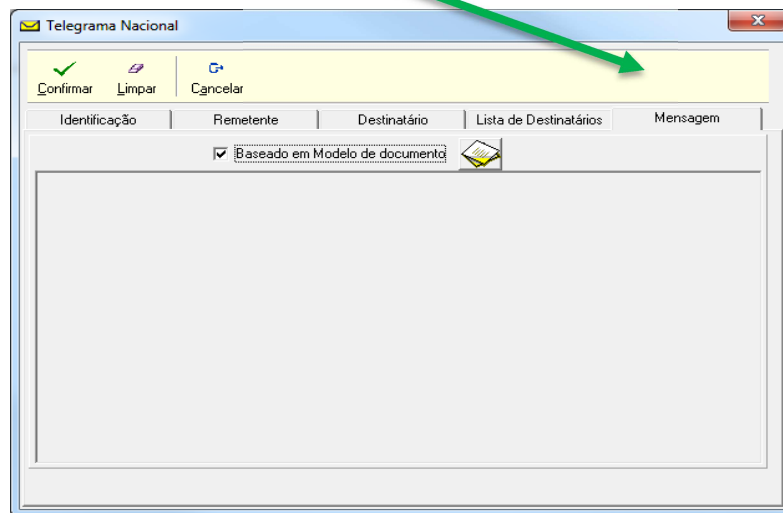 Telegrama Nacional
Confirmar Limpar Cancelar
Identificação Remetente Destinatário Lista de Destinatários Mensagem
Baseado em Modelo de documento